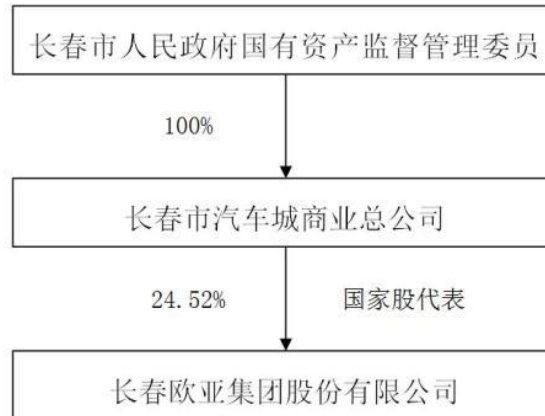 长春市人民政府国有资产监督管理委员
100%
长春市汽车城商业总公司
24.52% 国家股代表
长春欧亚集团股份有限公司